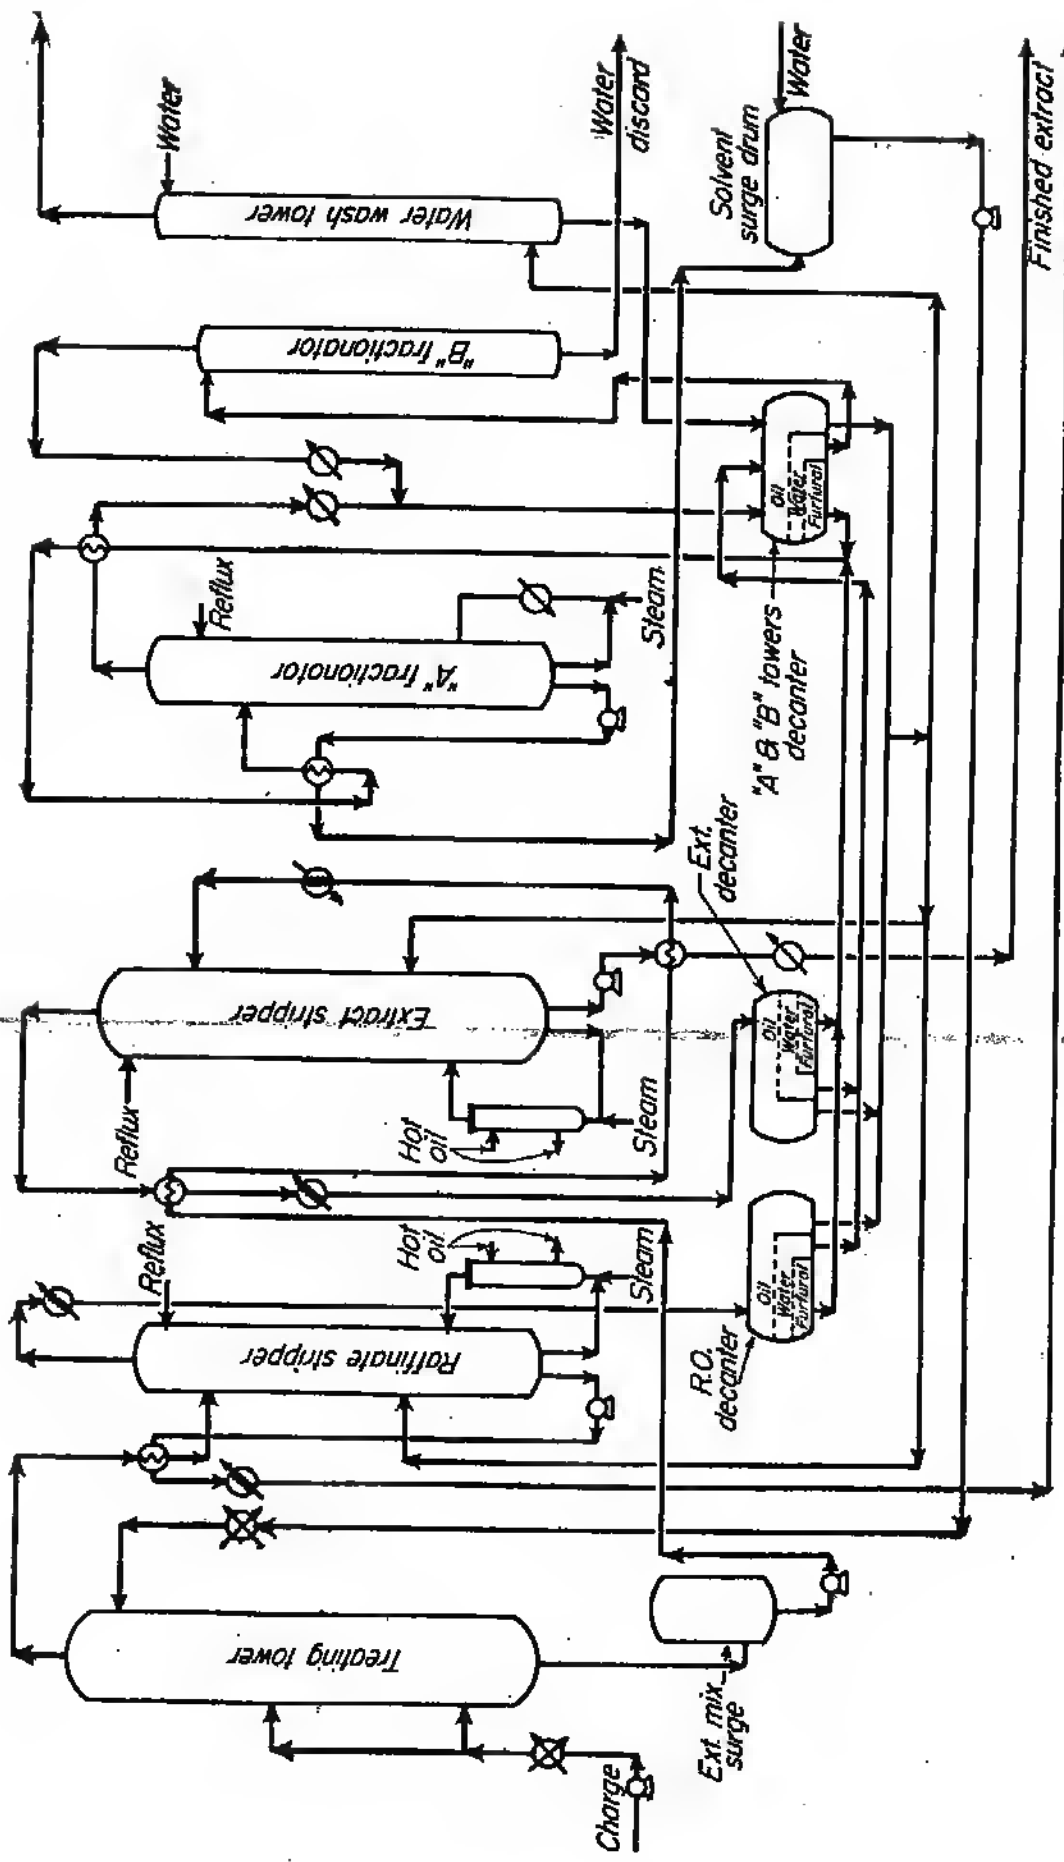 Charge
Treating tower
Ext. mix
surge
Raffinate stripper
Reflux
Hot
oil
Steam
R.O.
decanter
Oil
Water
Furfural
Extract stripper
Reflux
Hot
oil
Steam
Ext.
decanter
Oil
Water
Furfural
"A" fractionator
Reflux
Steam
"A" & "B" towers
decanter
Oil
Water
Furfural
"B" fractionator
Water wash tower
Water
Water
discard
Solvent
surge drum
Water
Finished extract